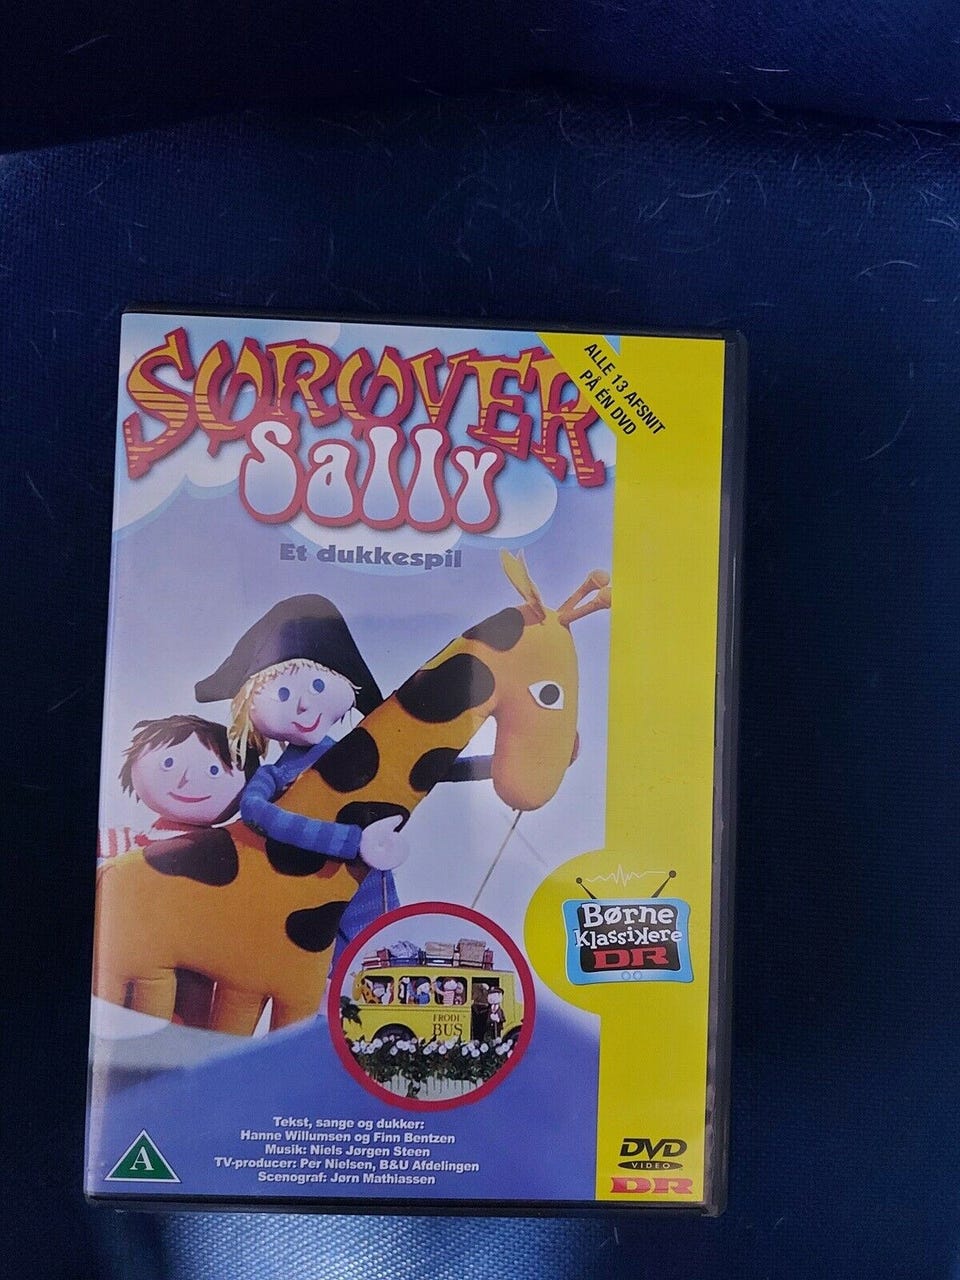 SØRØVER
Sally
Et dukkespil
ALLE 13 AFSNIT
PÅ ÉN DVD
Børne
Klassikere
DR
FRODE'S
BUS
Tekst, sange og dukker:
Hanne Willumsen og Finn Bentzen
Musik: Niels Jørgen Steen
TV-producer: Per Nielsen, B&U Afdelingen
Scenograf: Jørn Mathiassen
A
DVD
VIDEO
DR